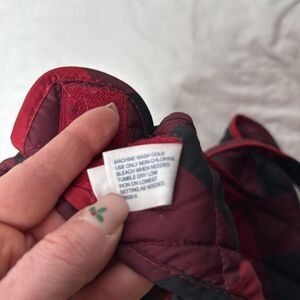 MACHINE WASH COLD
USE ONLY NON-CHLORINE
BLEACH WHEN NEEDED
TUMBLE DRY LOW
IRON ON LOWEST
SETTING AS NEEDED.